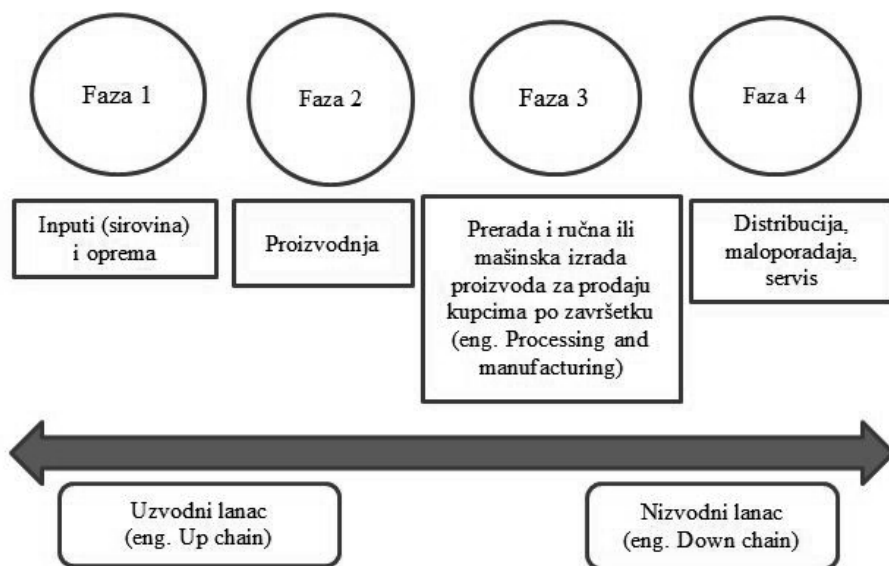 Faza 1
Faza 2
Faza 3
Faza 4
Inputi (sirovina)
i oprema
Proizvodnja
Prerada i ručna ili
mašinska izrada
proizvoda za prodaju
kupcima po završetku
(eng. Processing and
manufacturing)
Distribucija,
maloporadaja,
servis
Uzvodni lanac
(eng. Up chain)
Nizvodni lanac
(eng. Down chain)